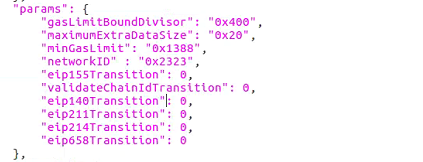 "params": {
"gasLimitBoundDivisor": "0x400",
"maximumExtraDataSize": "0x20",
"minGasLimit": "0x1388",
"networkID" : "0x2323",
"eip155Transition": 0,
"validateChainIdTransition": 0,
"eip140Transition": 0,
"eip211Transition": 0,
"eip214Transition": 0,
"eip658Transition": 0
},